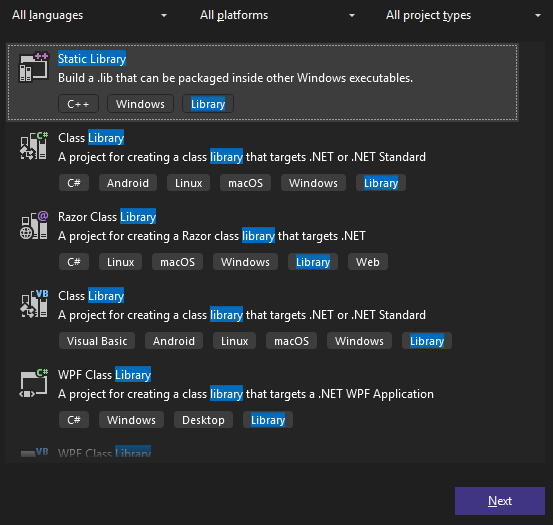 All languages All platforms All project types
++
Static Library
Build a .lib that can be packaged inside other Windows executables.
C++ Windows Library
C#
Class Library
A project for creating a class library that targets .NET or .NET Standard
C# Android Linux macOS Windows Library
@
Razor Class Library
A project for creating a Razor class library that targets .NET
C# Linux macOS Windows Library Web
VB
Class Library
A project for creating a class library that targets .NET or .NET Standard
Visual Basic Android Linux macOS Windows Library
C#
WPF Class Library
A project for creating a class library that targets a .NET WPF Application
C# Windows Desktop Library
VB
WPF Class Library
Next